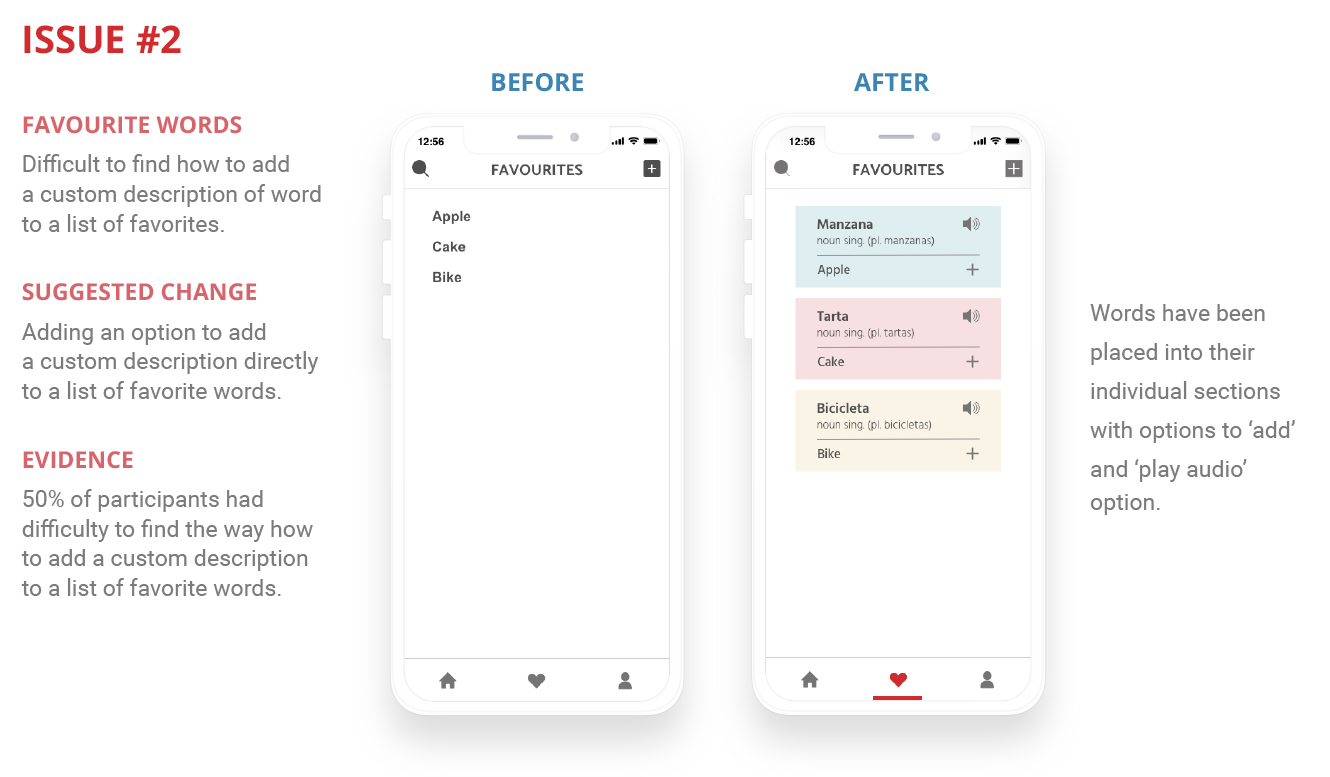 ISSUE #2
FAVOURITE WORDS
Difficult to find how to add
a custom description of word
to a list of favorites.
SUGGESTED CHANGE
Adding an option to add
a custom description directly
to a list of favorite words.
EVIDENCE
50% of participants had
difficulty to find the way how
to add a custom description
to a list of favorite words.
BEFORE
12:56
FAVOURITES
Apple
Cake
Bike
AFTER
12:56
FAVOURITES
Manzana
noun sing. (pl. manzanas)
Apple
Tarta
noun sing. (pl. tartas)
Cake
Bicicleta
noun sing. (pl. bicicletas)
Bike
Words have been
placed into their
individual sections
with options to ‘add’
and ‘play audio’
option.